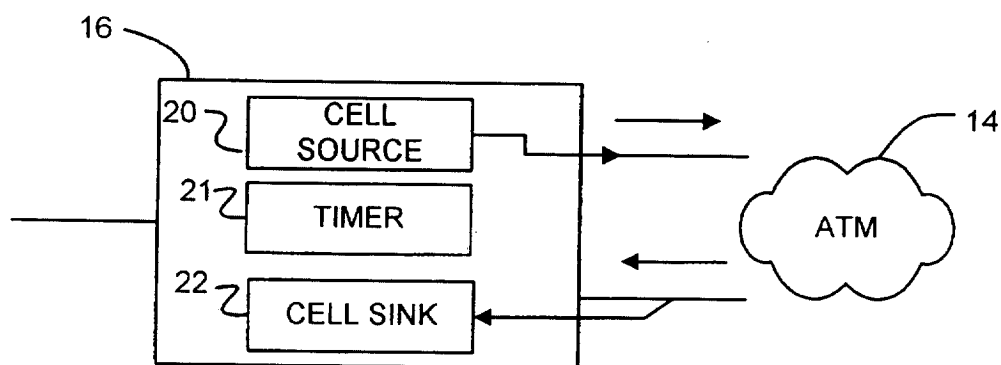 16
20
CELL
SOURCE
14
21
TIMER
ATM
22
CELL SINK